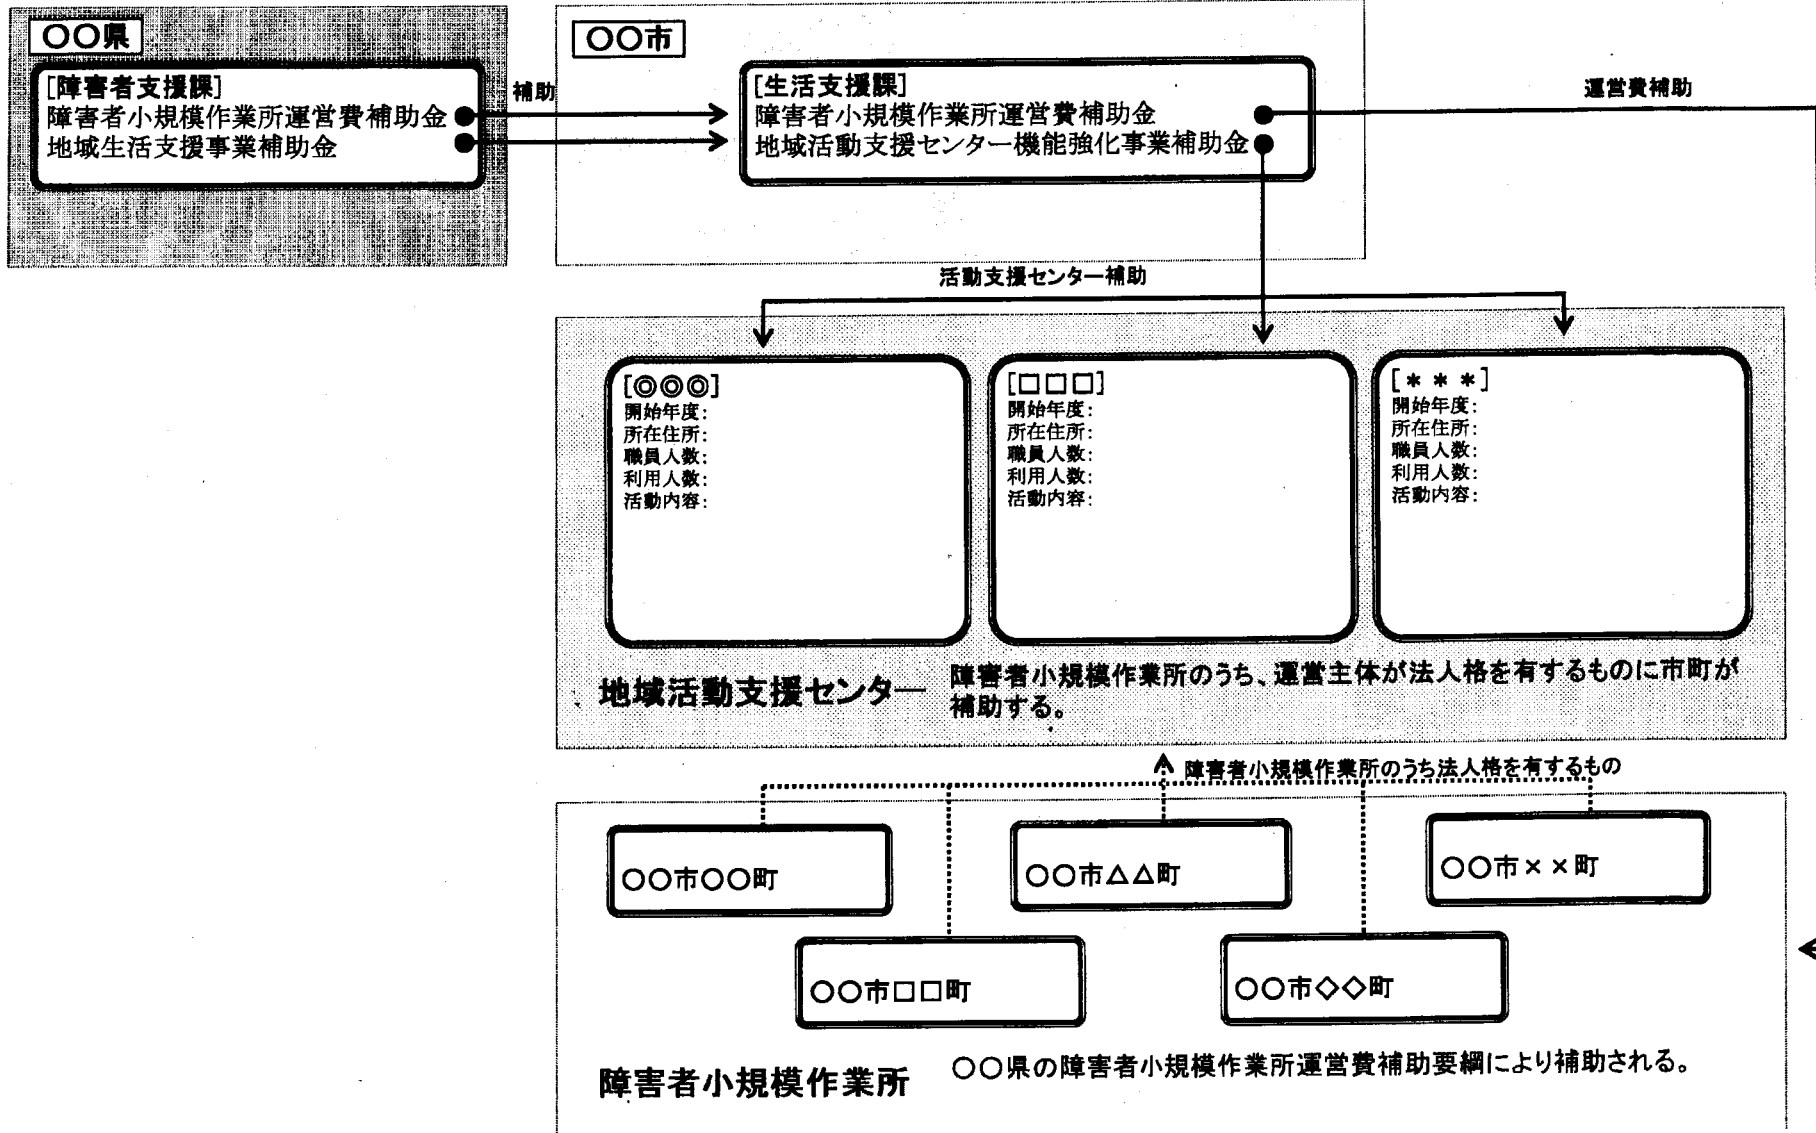 〇〇県
[障害者支援課]
障害者小規模作業所運営費補助金
地域生活支援事業補助金
補助
〇〇市
[生活支援課]
障害者小規模作業所運営費補助金
地域活動支援センター機能強化事業補助金
運営費補助
活動支援センター補助
[◎◎◎]
開始年度:
所在住所:
職員人数:
利用人数:
活動内容:
[□□□]
開始年度:
所在住所:
職員人数:
利用人数:
活動内容:
[＊＊＊]
開始年度:
所在住所:
職員人数:
利用人数:
活動内容:
地域活動支援センター
障害者小規模作業所のうち、運営主体が法人格を有するものに市町が
補助する。
障害者小規模作業所のうち法人格を有するもの
〇〇市〇〇町
〇〇市△△町
〇〇市××町
〇〇市□□町
〇〇市◇◇町
障害者小規模作業所
〇〇県の障害者小規模作業所運営費補助要綱により補助される。